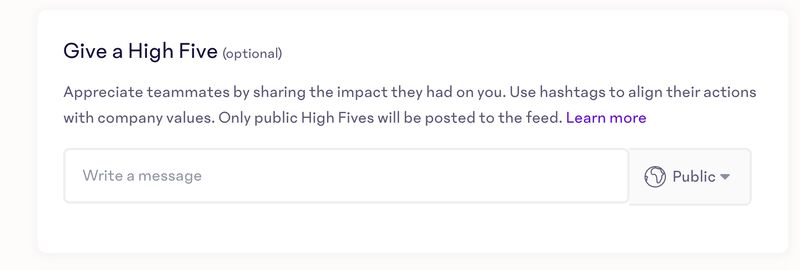 Give a High Five (optional)
Appreciate teammates by sharing the impact they had on you. Use hashtags to align their actions
with company values. Only public High Fives will be posted to the feed. Learn more
Write a message
Public